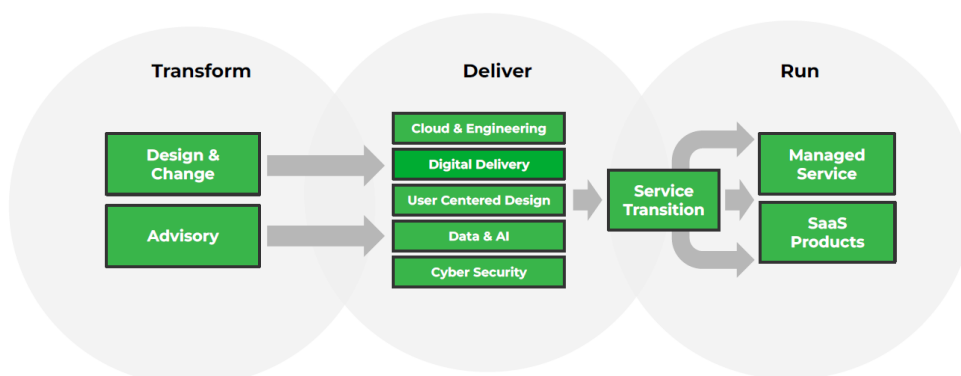 Transform
Design &
Change
Advisory
Deliver
Cloud & Engineering
Digital Delivery
User Centered Design
Data & AI
Cyber Security
Service
Transition
Run
Managed
Service
SaaS
Products